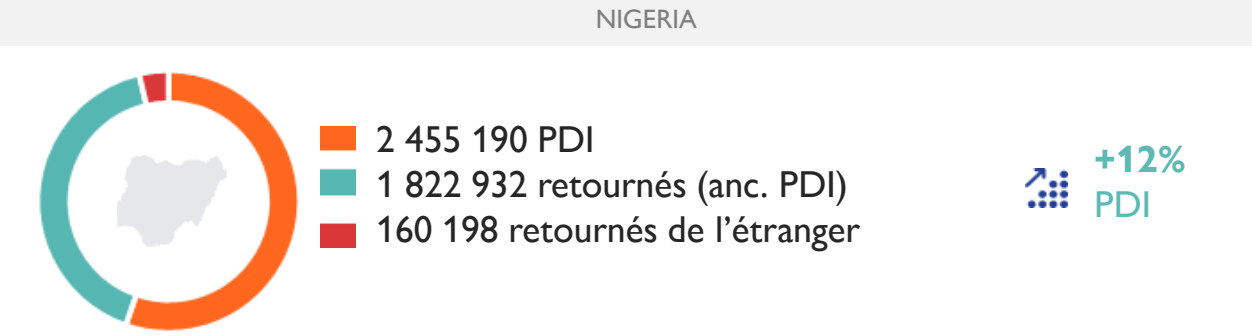 NIGERIA
2 455 190 PDI
1 822 932 retournés (anc. PDI)
160 198 retournés de l’étranger
+12%
PDI